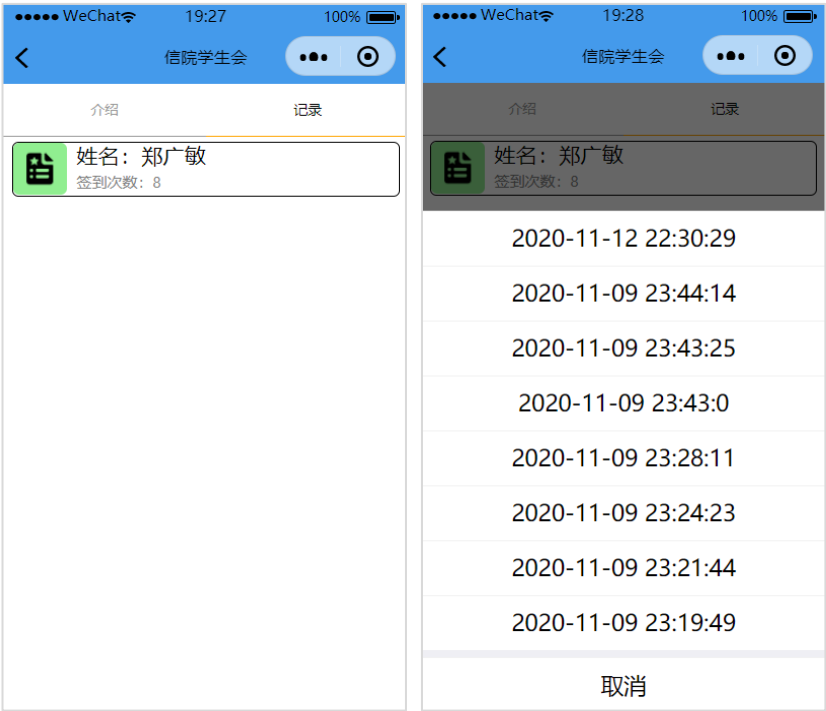 WeChat 19:27 100%
信院学生会
介绍 记录
姓名：郑广敏
签到次数：8
WeChat 19:28 100%
信院学生会
介绍 记录
姓名：郑广敏
签到次数：8
2020-11-12 22:30:29
2020-11-09 23:44:14
2020-11-09 23:43:25
2020-11-09 23:43:0
2020-11-09 23:28:11
2020-11-09 23:24:23
2020-11-09 23:21:44
2020-11-09 23:19:49
取消